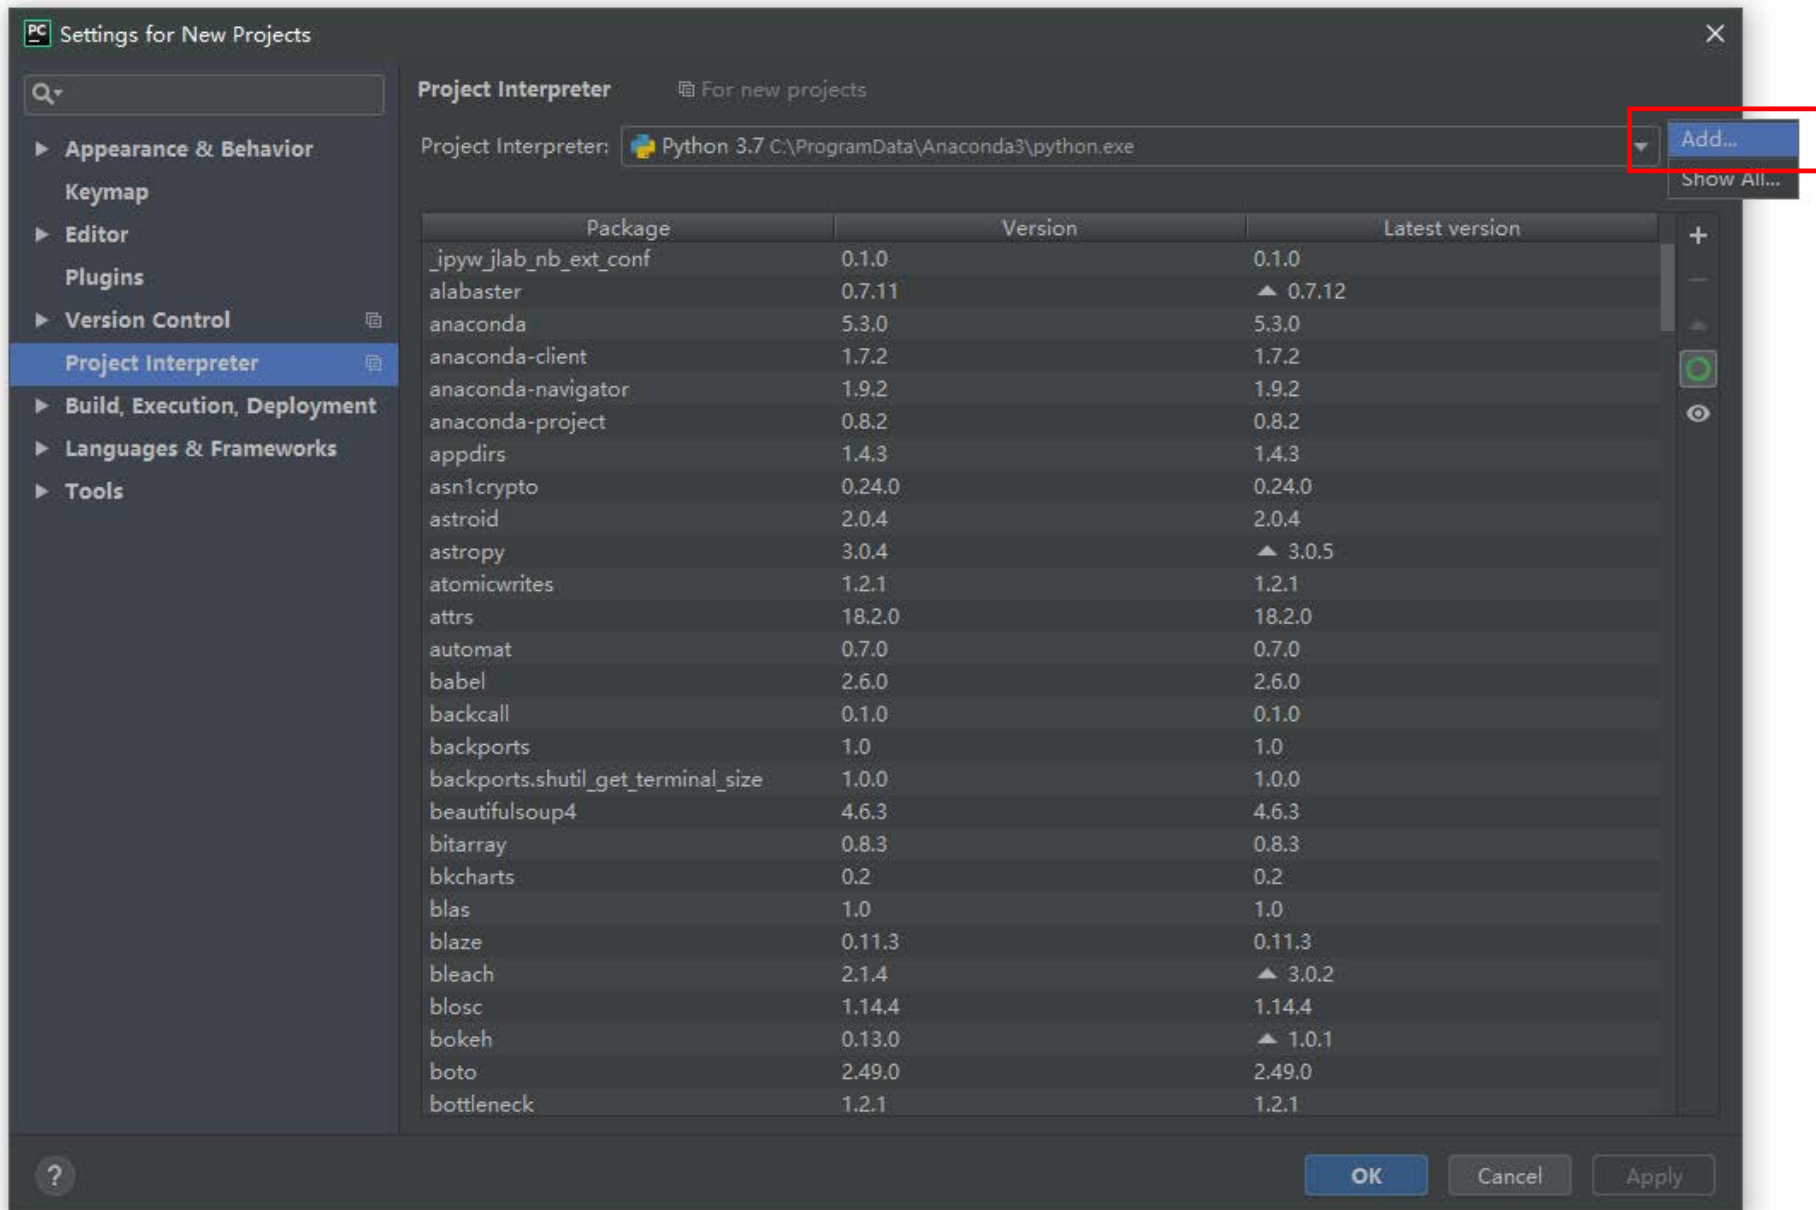 PC Settings for New Projects
Appearance & Behavior
Keymap
Editor
Plugins
Version Control
Project Interpreter
Build, Execution, Deployment
Languages & Frameworks
Tools
Project Interpreter For new projects
Project Interpreter: Python 3.7 C:\ProgramData\Anaconda3\python.exe
Add...
Show All...
Package Version Latest version
_ipyw_jlab_nb_ext_conf 0.1.0 0.1.0
alabaster 0.7.11 0.7.12
anaconda 5.3.0 5.3.0
anaconda-client 1.7.2 1.7.2
anaconda-navigator 1.9.2 1.9.2
anaconda-project 0.8.2 0.8.2
appdirs 1.4.3 1.4.3
asn1crypto 0.24.0 0.24.0
astroid 2.0.4 2.0.4
astropy 3.0.4 3.0.5
atomicwrites 1.2.1 1.2.1
attrs 18.2.0 18.2.0
automat 0.7.0 0.7.0
babel 2.6.0 2.6.0
backcall 0.1.0 0.1.0
backports 1.0 1.0
backports.shutil_get_terminal_size 1.0.0 1.0.0
beautifulsoup4 4.6.3 4.6.3
bitarray 0.8.3 0.8.3
bkcharts 0.2 0.2
blas 1.0 1.0
blaze 0.11.3 0.11.3
bleach 2.1.4 3.0.2
blosc 1.14.4 1.14.4
bokeh 0.13.0 1.0.1
boto 2.49.0 2.49.0
bottleneck 1.2.1 1.2.1
? OK Cancel Apply